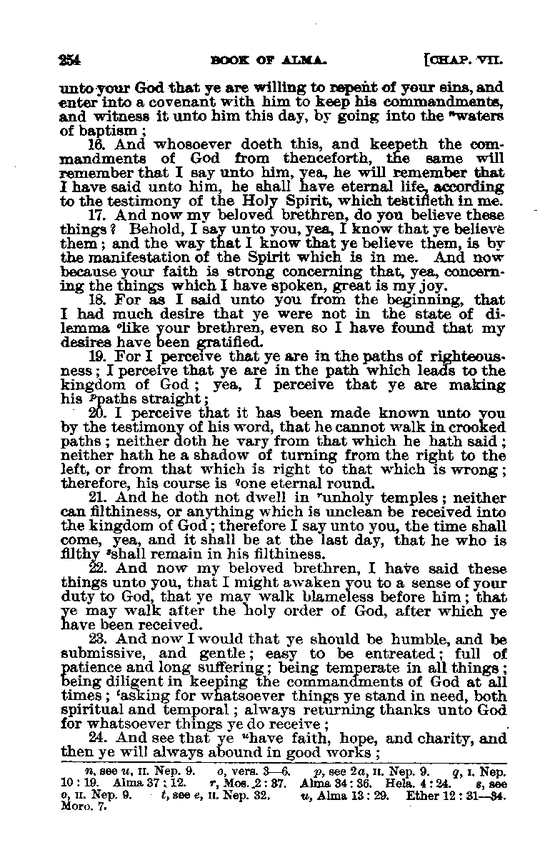 254 BOOK OF ALMA. [CHAP. VII.
unto your God that ye are willing to repent of your sins, and
enter into a covenant with him to keep his commandments,
and witness it unto him this day, by going into the ⁿwaters
of baptism;
16. And whosoever doeth this, and keepeth the com-
mandments of God from thenceforth, the same will
remember that I say unto him, yea, he will remember that
I have said unto him, he shall have eternal life, according
to the testimony of the Holy Spirit, which testifieth in me.
17. And now my beloved brethren, do you believe these
things? Behold, I say unto you, yea, I know that ye believe
them; and the way that I know that ye believe them, is by
the manifestation of the Spirit which is in me. And now
because your faith is strong concerning that, yea, concern-
ing the things which I have spoken, great is my joy.
18. For as I said unto you from the beginning, that
I had much desire that ye were not in the state of di-
lemma ᵒlike your brethren, even so I have found that my
desires have been gratified.
19. For I perceive that ye are in the paths of righteous-
ness; I perceive that ye are in the path which leads to the
kingdom of God; yea, I perceive that ye are making
his ᵖpaths straight;
20. I perceive that it has been made known unto you
by the testimony of his word, that he cannot walk in crooked
paths; neither doth he vary from that which he hath said;
neither hath he a shadow of turning from the right to the
left, or from that which is right to that which is wrong;
therefore, his course is qone eternal round.
21. And he doth not dwell in ʳunholy temples; neither
can filthiness, or anything which is unclean be received into
the kingdom of God; therefore I say unto you, the time shall
come, yea, and it shall be at the last day, that he who is
filthy ˢshall remain in his filthiness.
22. And now my beloved brethren, I have said these
things unto you, that I might awaken you to a sense of your
duty to God, that ye may walk blameless before him; that
ye may walk after the holy order of God, after which ye
have been received.
23. And now I would that ye should be humble, and be
submissive, and gentle; easy to be entreated; full of
patience and long suffering; being temperate in all things;
being diligent in keeping the commandments of God at all
times; ᵗasking for whatsoever things ye stand in need, both
spiritual and temporal; always returning thanks unto God
for whatsoever things ye do receive;
24. And see that ye ᵘhave faith, hope, and charity, and
then ye will always abound in good works;
n, see u, II. Nep. 9. o, vers. 3—6. p, see 2a, II. Nep. 9. q, I. Nep.
10:19. Alma 37:12. r, Mos. 2:37. Alma 34:36. Hela. 4:24. s, see
o, II. Nep. 9. t, see e, II. Nep. 32. u, Alma 13:29. Ether 12:31—34.
Moro. 7.